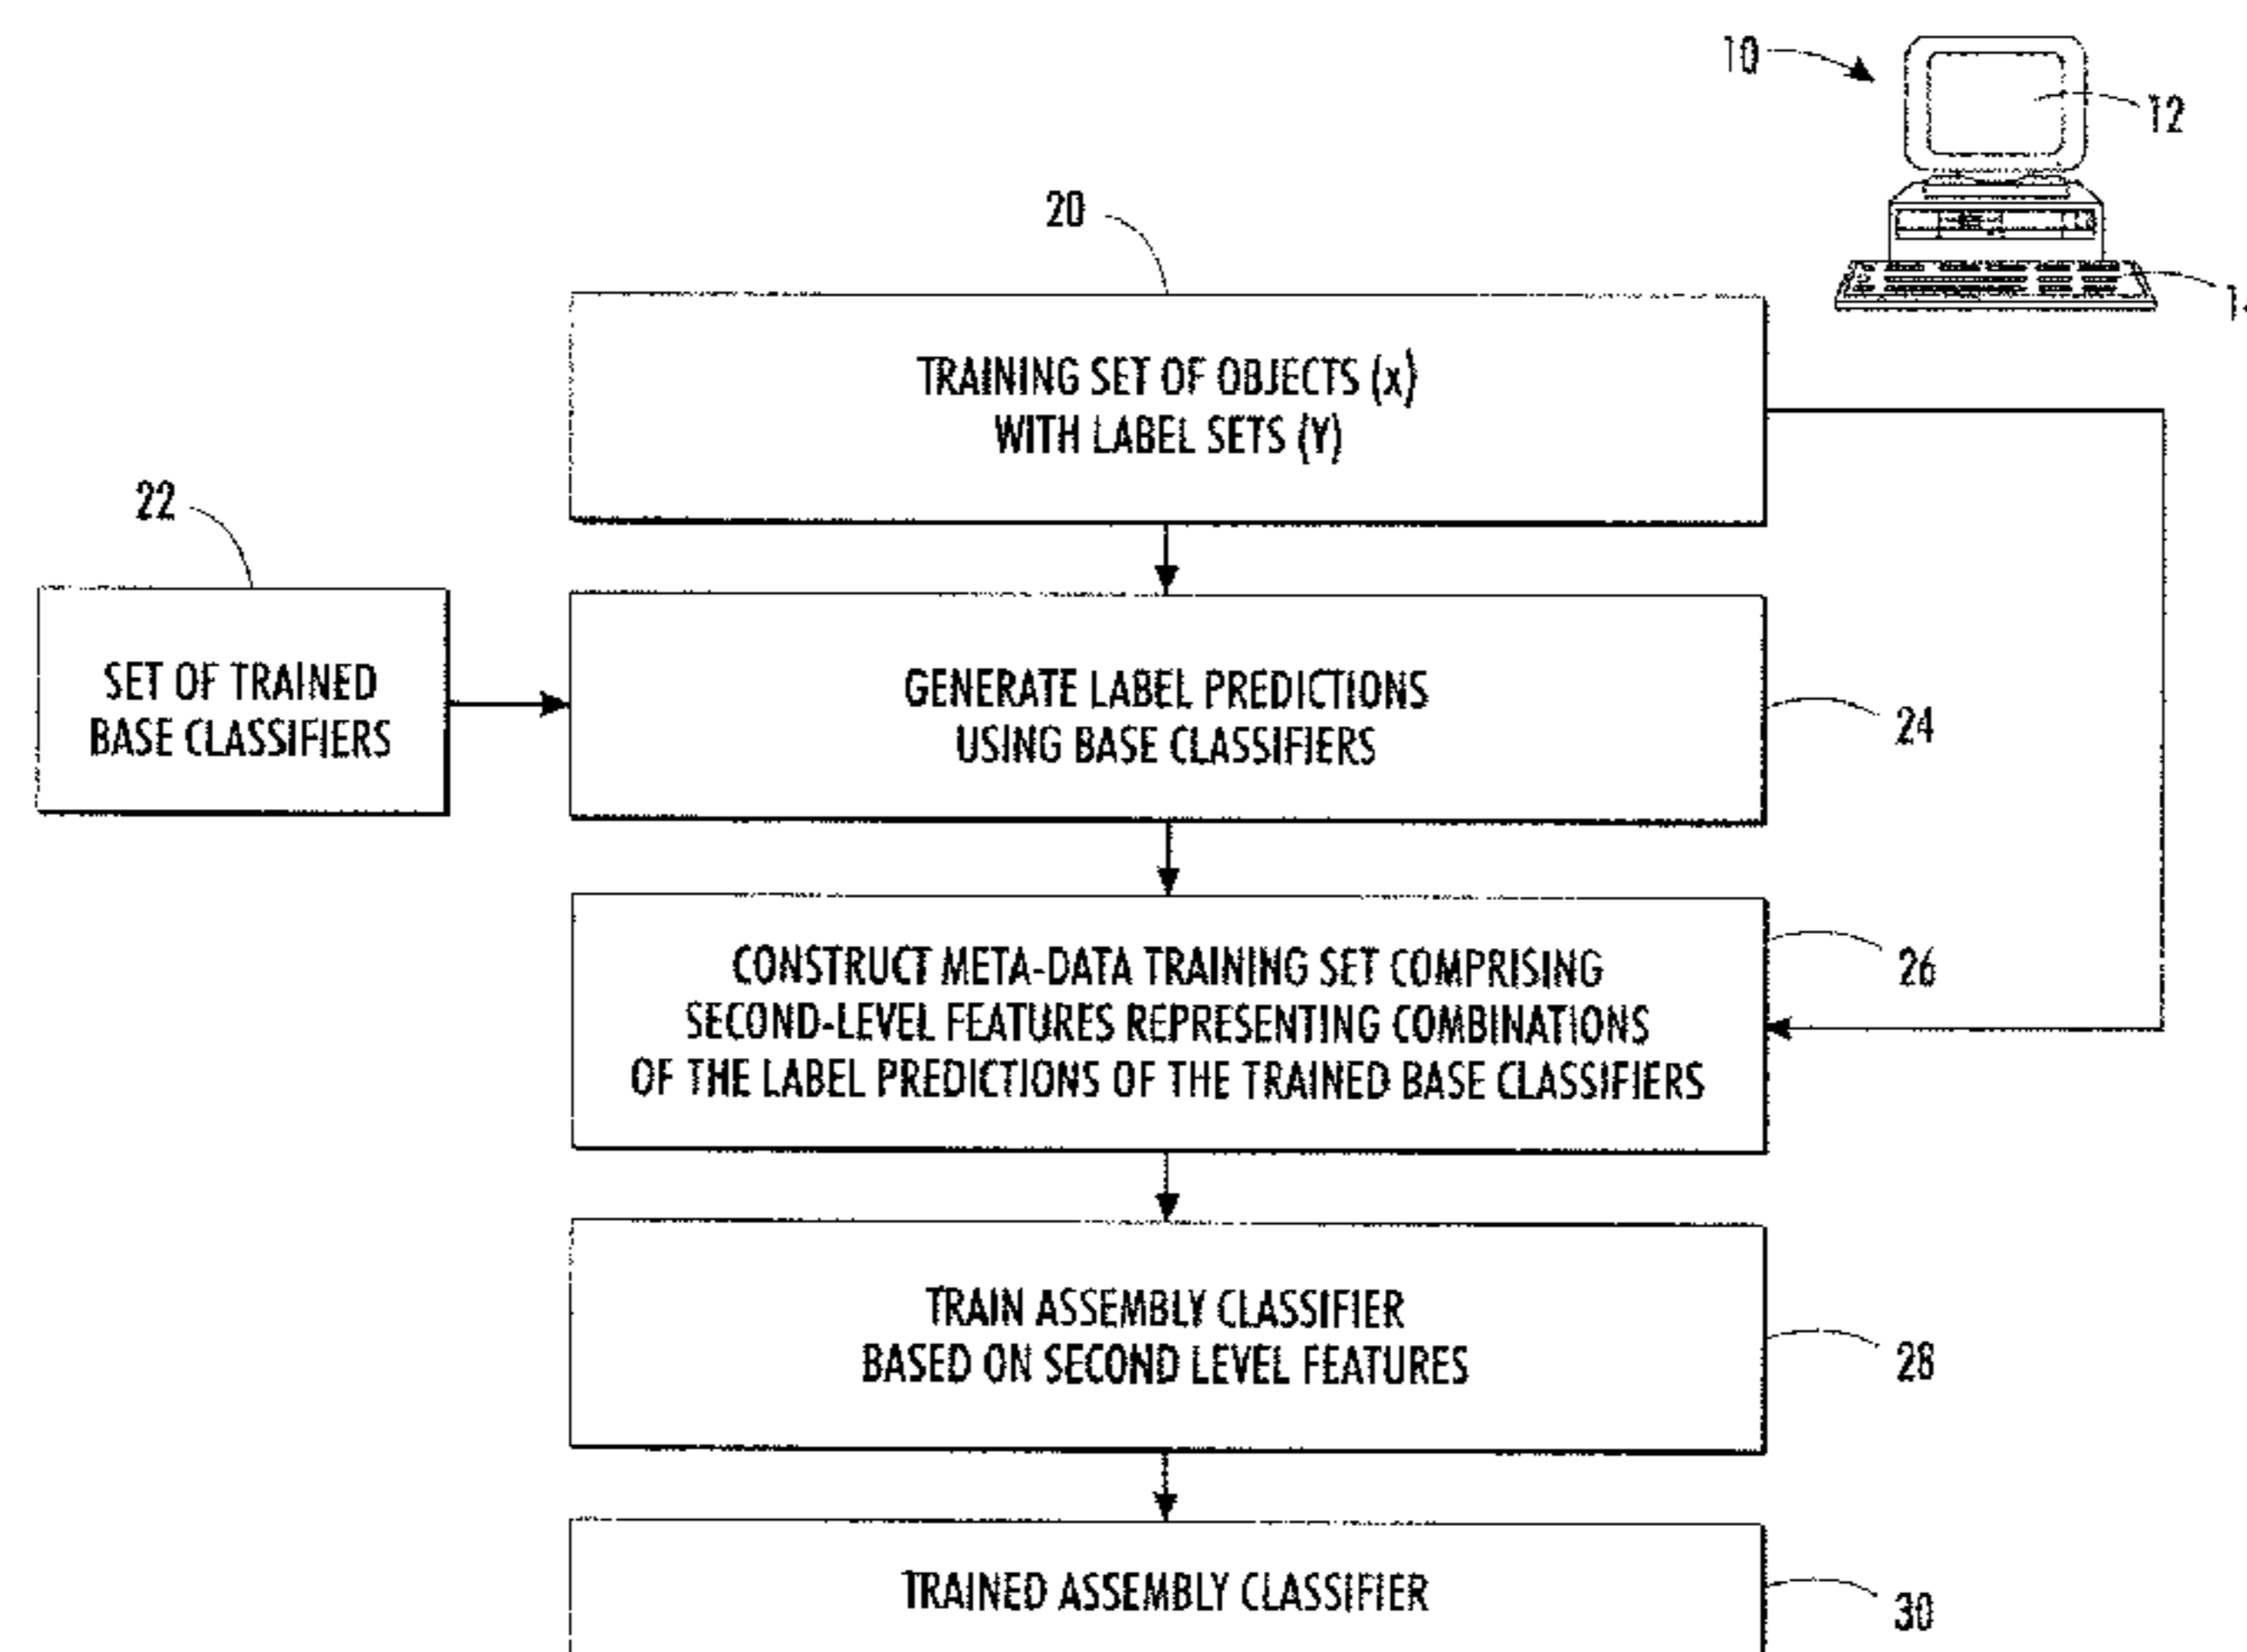 10
12
20
TRAINING SET OF OBJECTS (x)
WITH LABEL SETS (Y)
22
SET OF TRAINED
BASE CLASSIFIERS
GENERATE LABEL PREDICTIONS
USING BASE CLASSIFIERS
24
CONSTRUCT META-DATA TRAINING SET COMPRISING
SECOND-LEVEL FEATURES REPRESENTING COMBINATIONS
OF THE LABEL PREDICTIONS OF THE TRAINED BASE CLASSIFIERS
26
TRAIN ASSEMBLY CLASSIFIER
BASED ON SECOND LEVEL FEATURES
28
TRAINED ASSEMBLY CLASSIFIER
30